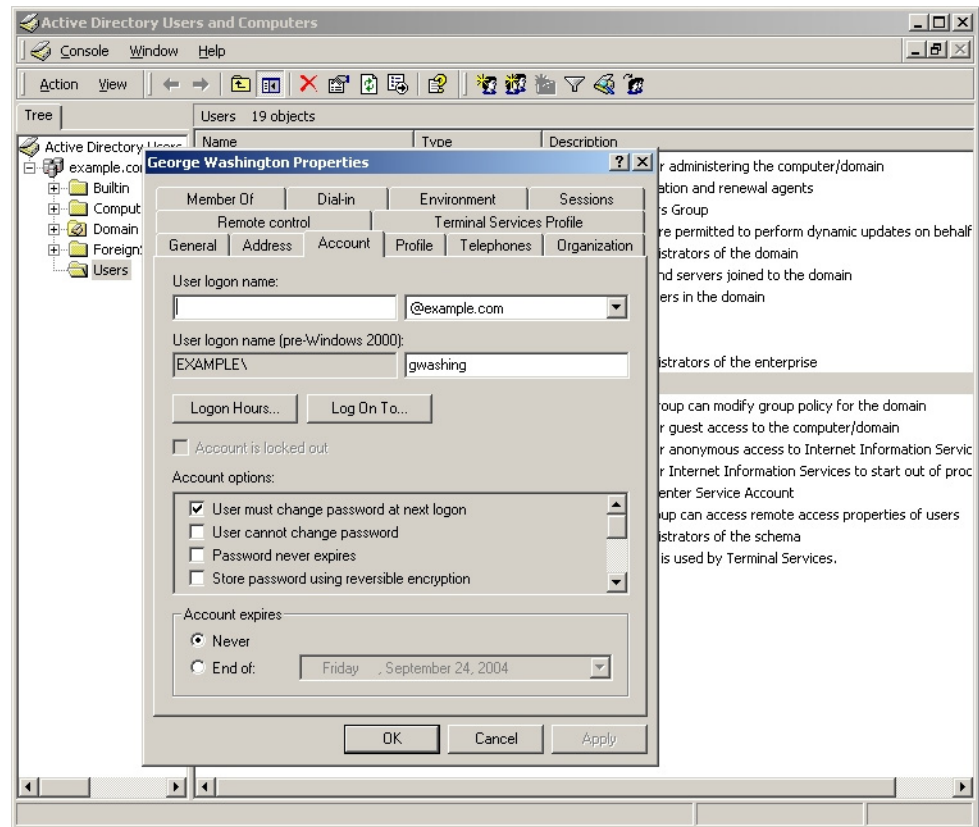 Active Directory Users and Computers
Console Window Help
Action View
Tree
Users 19 objects
Name Type Description
Active Directory Users
example.co
Builtin
Comput
Domain
Foreign
Users
George Washington Properties
Member Of Dial-in Environment Sessions
Remote control Terminal Services Profile
General Address Account Profile Telephones Organization
User logon name:
@example.com
User logon name (pre-Windows 2000):
EXAMPLE\ gwashing
Logon Hours... Log On To...
Account is locked out
Account options:
User must change password at next logon
User cannot change password
Password never expires
Store password using reversible encryption
Account expires
Never
End of: Friday , September 24, 2004
OK Cancel Apply
r administering the computer/domain
ation and renewal agents
rs Group
re permitted to perform dynamic updates on behalf
istrators of the domain
nd servers joined to the domain
ers in the domain
istrators of the enterprise
roup can modify group policy for the domain
r guest access to the computer/domain
r anonymous access to Internet Information Servic
r Internet Information Services to start out of proc
enter Service Account
oup can access remote access properties of users
istrators of the schema
is used by Terminal Services.